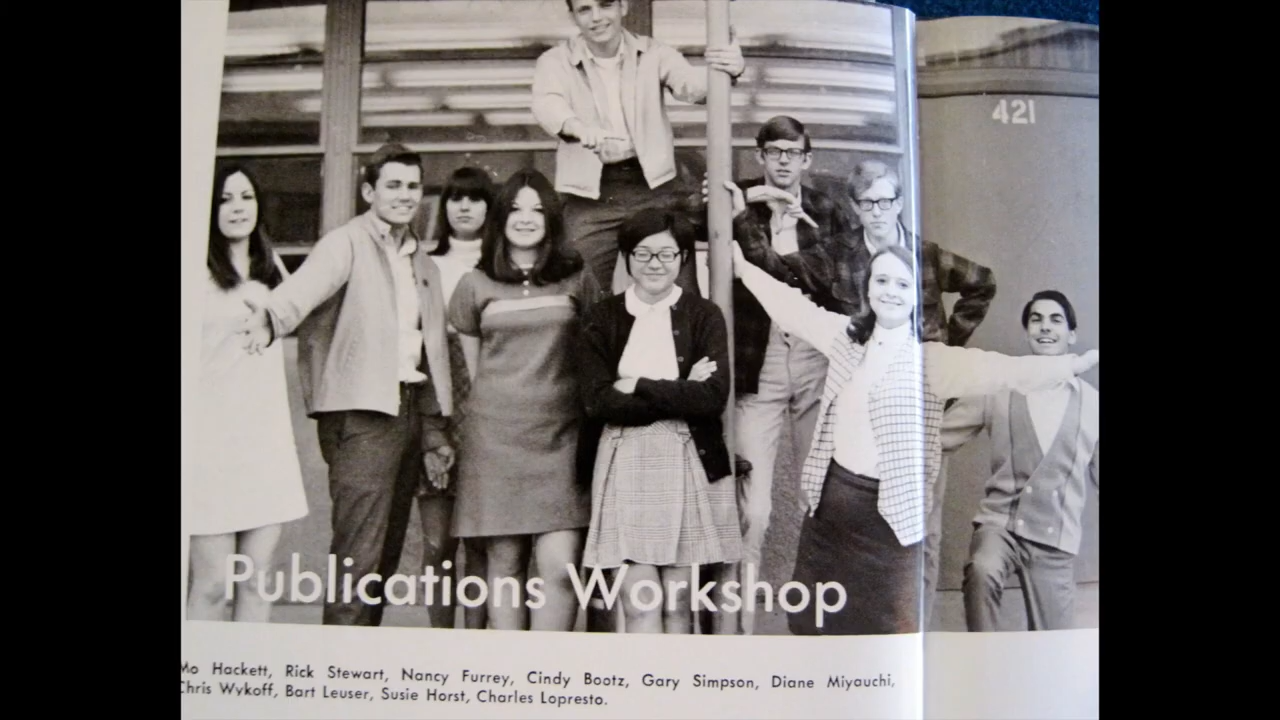 421
Publications Workshop
Mo Hackett, Rick Stewart, Nancy Furrey, Cindy Bootz, Gary Simpson, Diane Miyauchi,
Chris Wykoff, Bart Leuser, Susie Horst, Charles Lopresto.